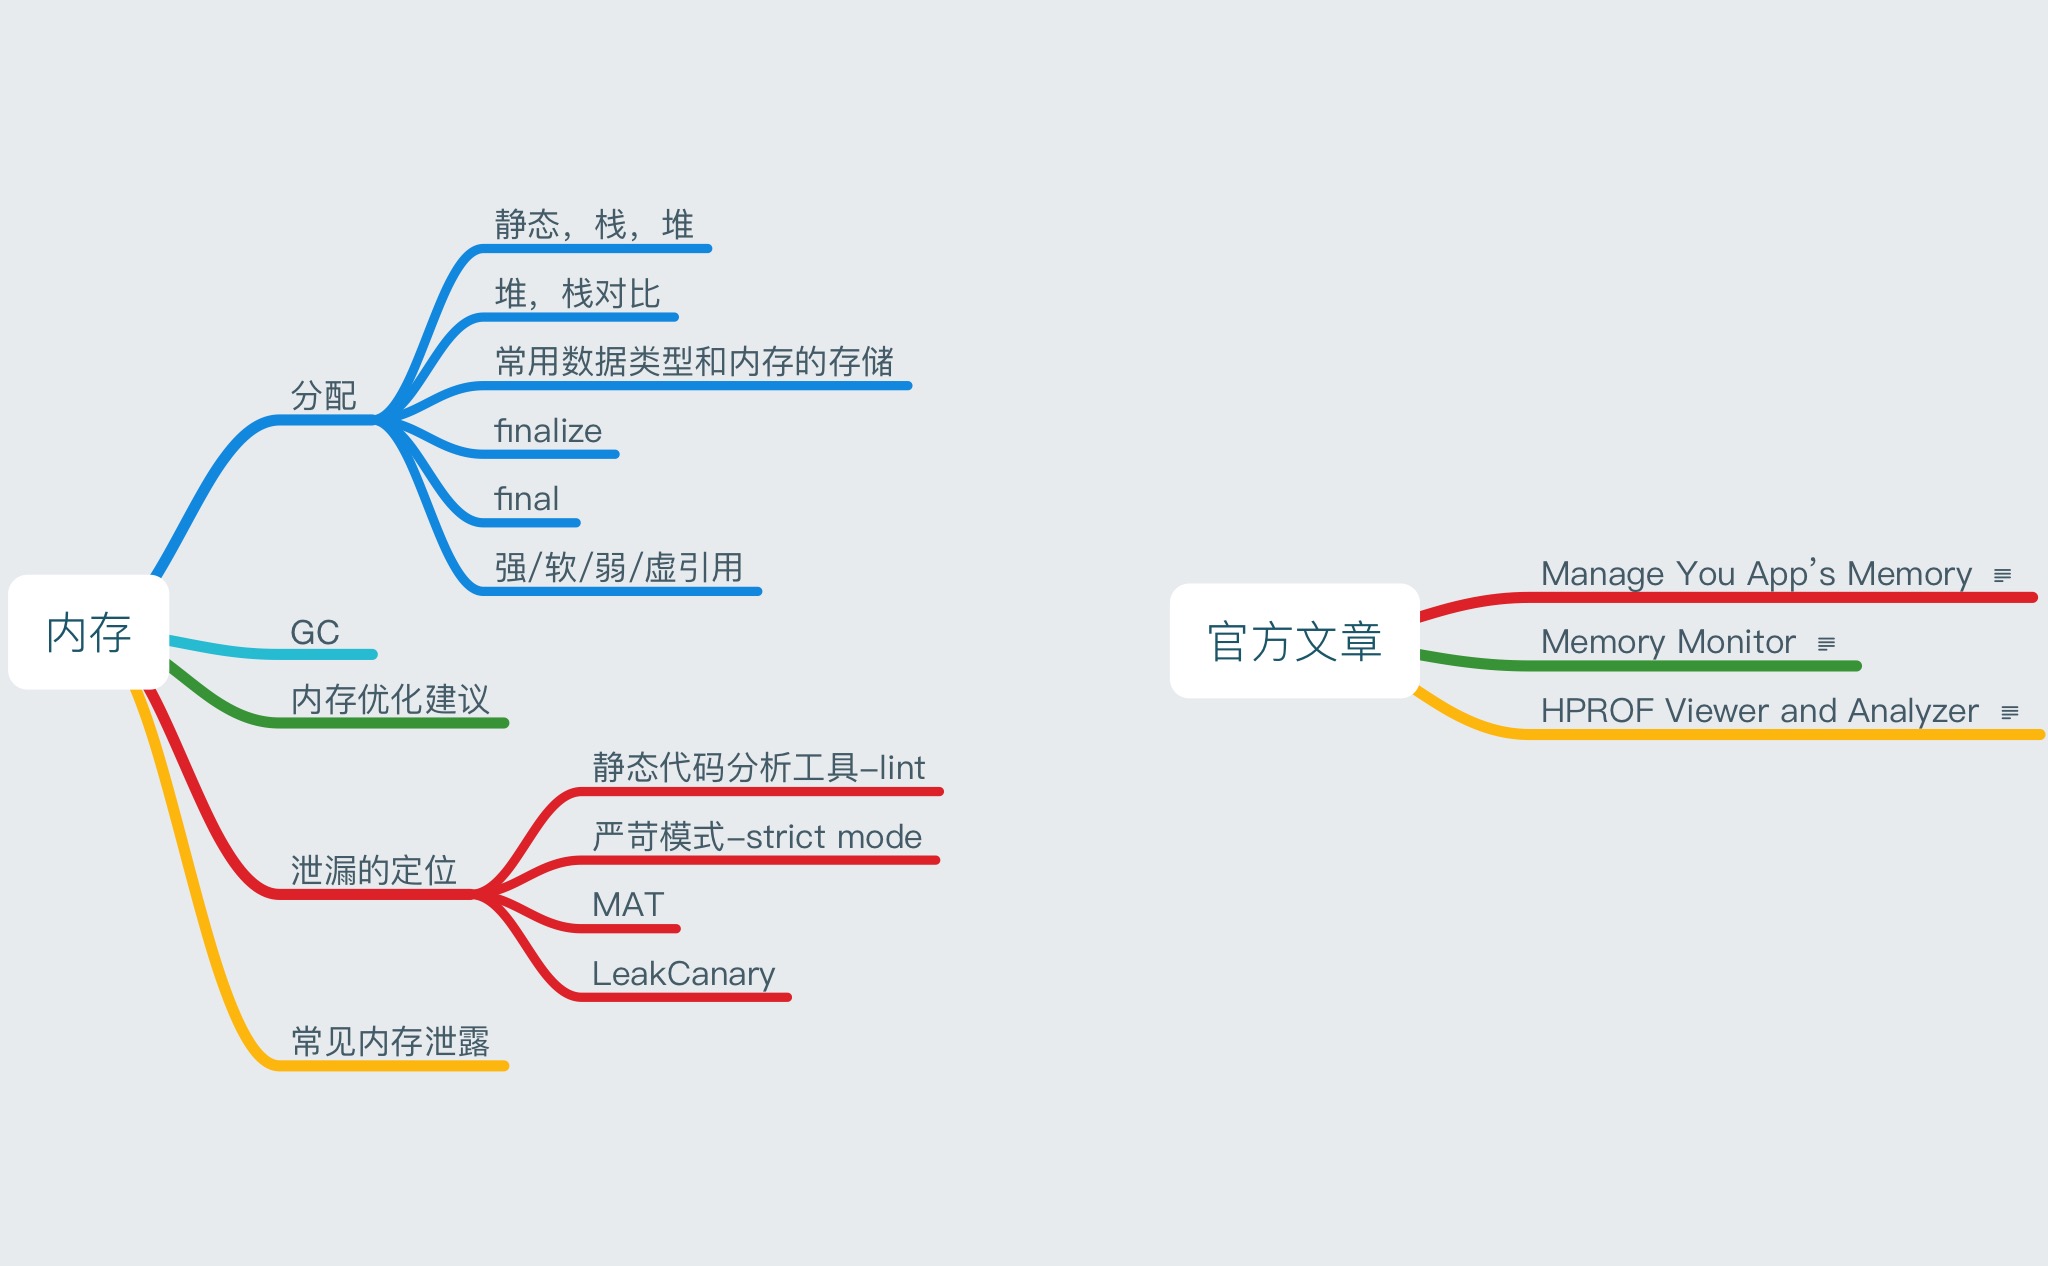 内存
分配
静态，栈，堆
堆，栈对比
常用数据类型和内存的存储
finalize
final
强/软/弱/虚引用
GC
内存优化建议
泄漏的定位
静态代码分析工具-lint
严苛模式-strict mode
MAT
LeakCanary
常见内存泄露
官方文章
Manage You App’s Memory
Memory Monitor
HPROF Viewer and Analyzer